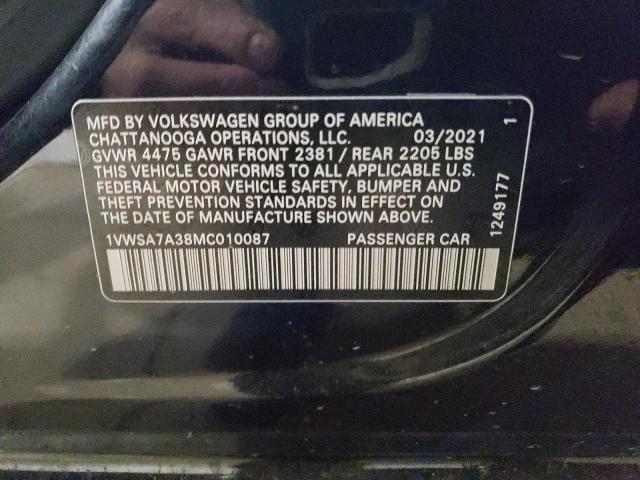 MFD BY VOLKSWAGEN GROUP OF AMERICA
CHATTANOOGA OPERATIONS, LLC. 03/2021 1
GVWR 4475 GAWR FRONT 2381 / REAR 2205 LBS
THIS VEHICLE CONFORMS TO ALL APPLICABLE U.S.
FEDERAL MOTOR VEHICLE SAFETY, BUMPER AND
THEFT PREVENTION STANDARDS IN EFFECT ON
THE DATE OF MANUFACTURE SHOWN ABOVE.
1VWSA7A38MC010087 PASSENGER CAR
1249177